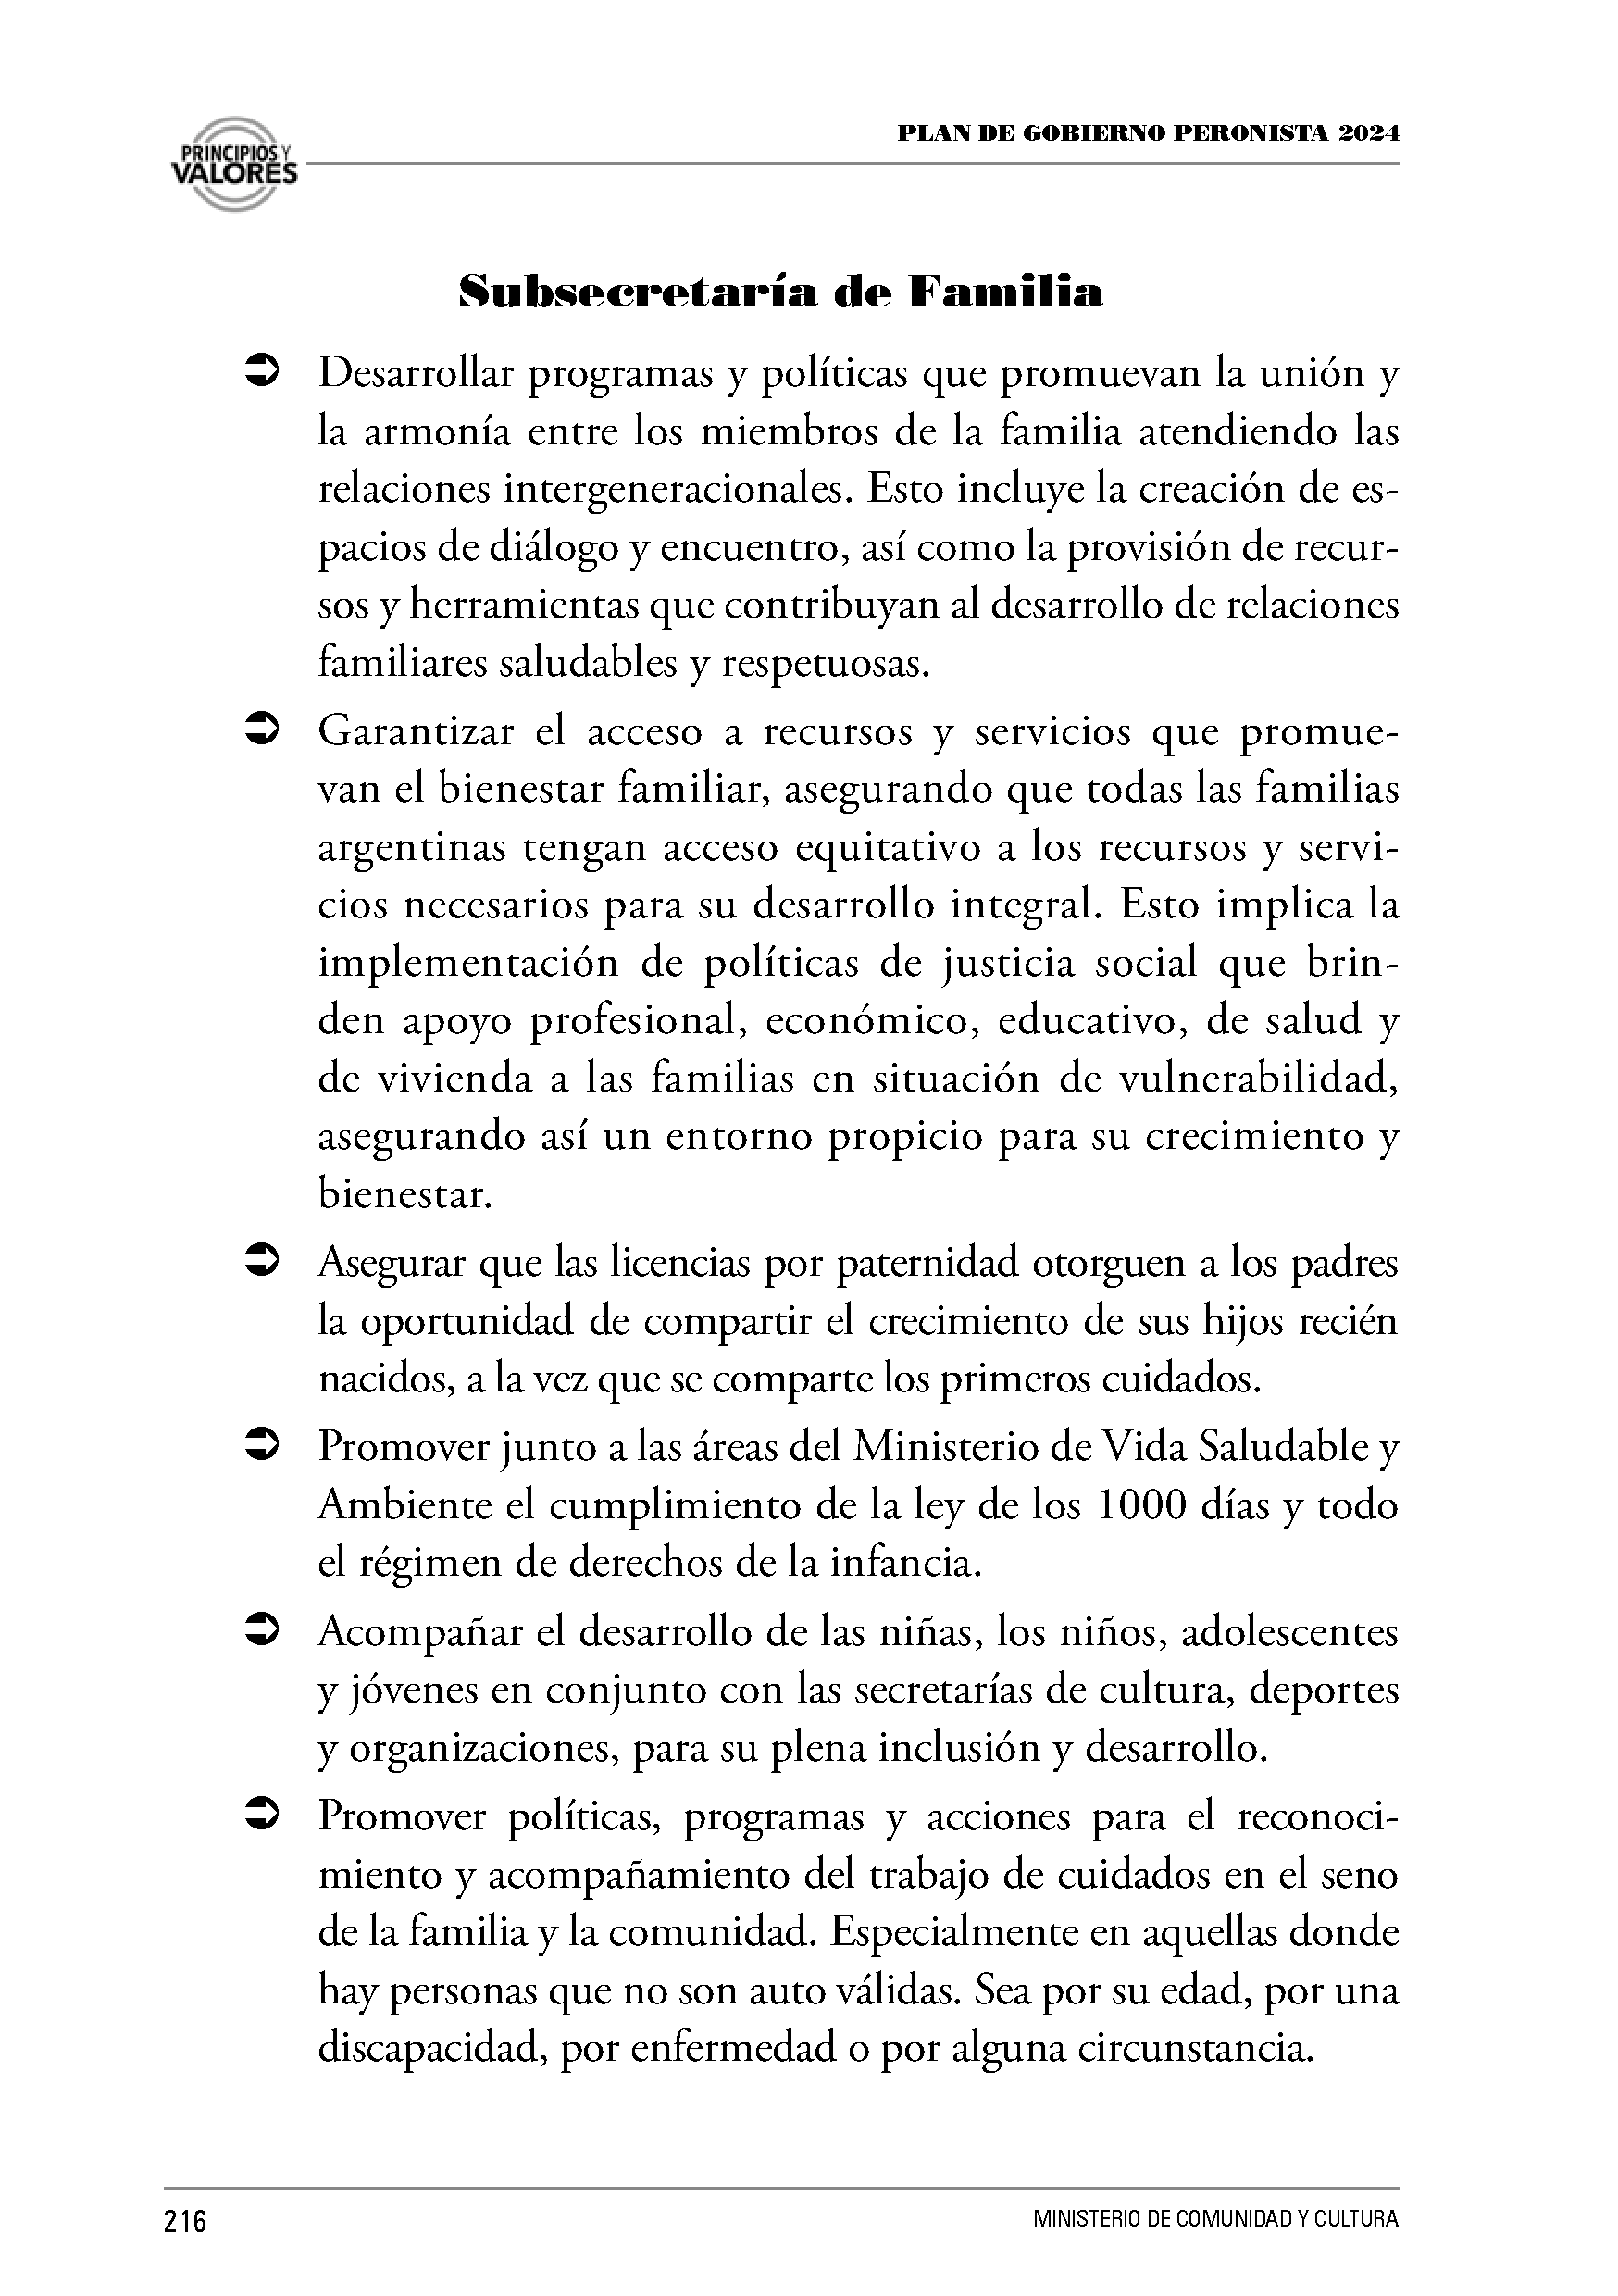 PRINCIPIOS Y
VALORES
PLAN DE GOBIERNO PERONISTA 2024
Subsecretaría de Familia
➲ Desarrollar programas y políticas que promuevan la unión y
la armonía entre los miembros de la familia atendiendo las
relaciones intergeneracionales. Esto incluye la creación de es-
pacios de diálogo y encuentro, así como la provisión de recur-
sos y herramientas que contribuyan al desarrollo de relaciones
familiares saludables y respetuosas.
➲ Garantizar el acceso a recursos y servicios que promue-
van el bienestar familiar, asegurando que todas las familias
argentinas tengan acceso equitativo a los recursos y servi-
cios necesarios para su desarrollo integral. Esto implica la
implementación de políticas de justicia social que brin-
den apoyo profesional, económico, educativo, de salud y
de vivienda a las familias en situación de vulnerabilidad,
asegurando así un entorno propicio para su crecimiento y
bienestar.
➲ Asegurar que las licencias por paternidad otorguen a los padres
la oportunidad de compartir el crecimiento de sus hijos recién
nacidos, a la vez que se comparte los primeros cuidados.
➲ Promover junto a las áreas del Ministerio de Vida Saludable y
Ambiente el cumplimiento de la ley de los 1000 días y todo
el régimen de derechos de la infancia.
➲ Acompañar el desarrollo de las niñas, los niños, adolescentes
y jóvenes en conjunto con las secretarías de cultura, deportes
y organizaciones, para su plena inclusión y desarrollo.
➲ Promover políticas, programas y acciones para el reconoci-
miento y acompañamiento del trabajo de cuidados en el seno
de la familia y la comunidad. Especialmente en aquellas donde
hay personas que no son auto válidas. Sea por su edad, por una
discapacidad, por enfermedad o por alguna circunstancia.
216
MINISTERIO DE COMUNIDAD Y CULTURA